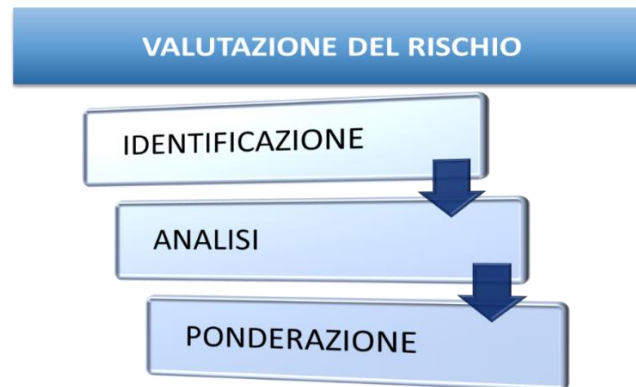 VALUTAZIONE DEL RISCHIO
IDENTIFICAZIONE
ANALISI
PONDERAZIONE